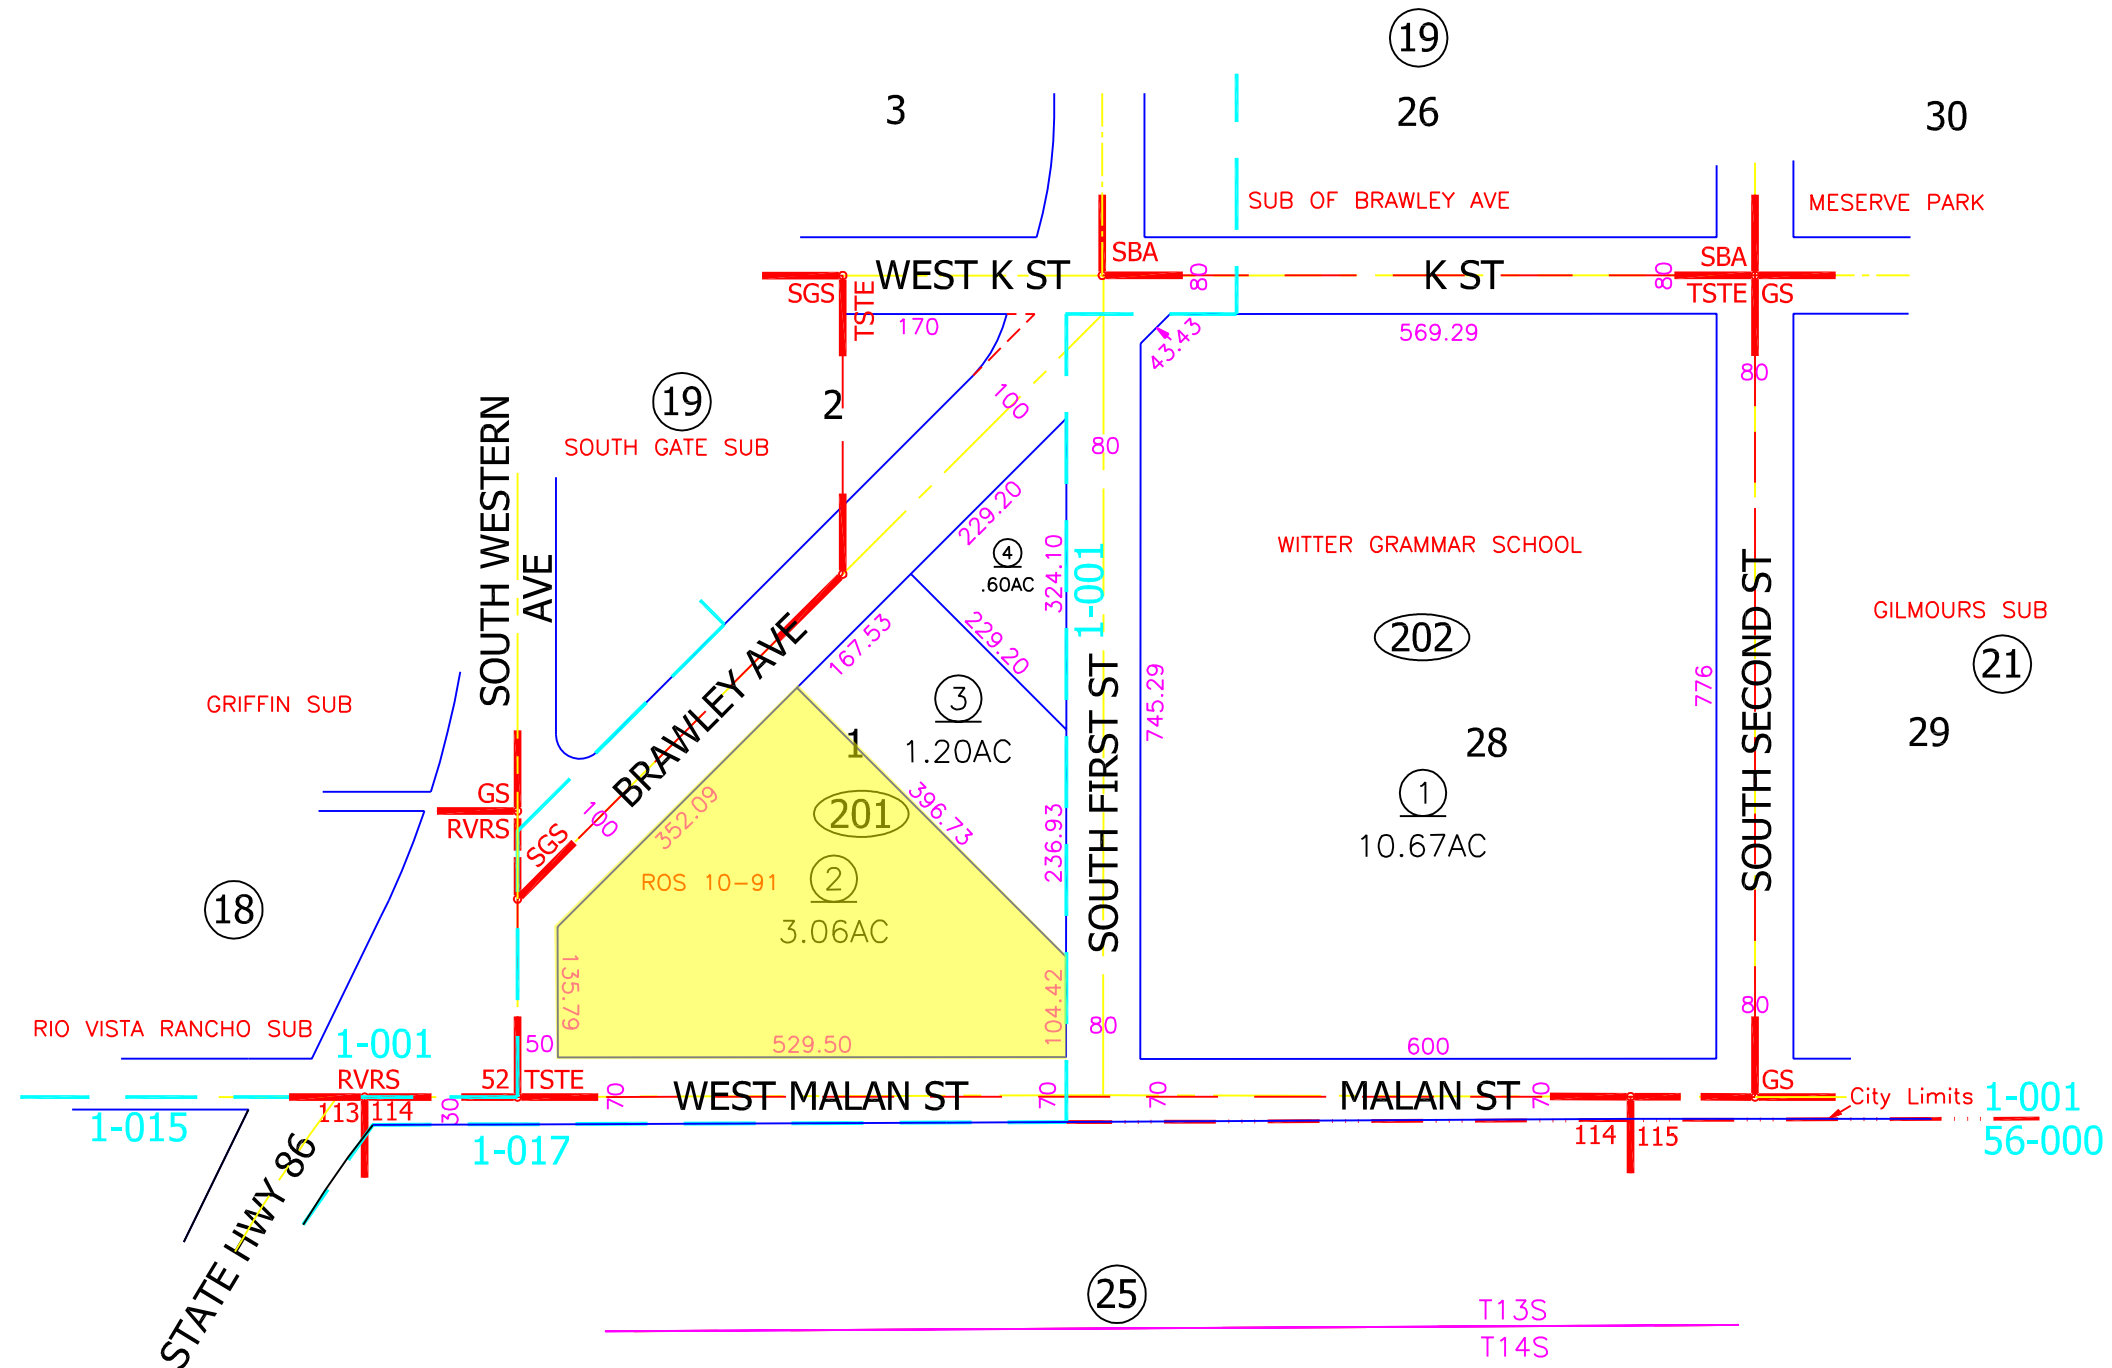 19
3
26
30
SUB OF BRAWLEY AVE
MESERVE PARK
SBA
SBA
WEST K ST
80
K ST
80
SGS
TSTE
TSTE
GS
170
43.43
569.29
80
100
19
2
SOUTH GATE SUB
80
SOUTH WESTERN
AVE
229.20
4
.60AC
324.10
1-001
WITTER GRAMMAR SCHOOL
SOUTH SECOND ST
GILMOURS SUB
202
21
167.53
229.20
BRAWLEY AVE
GRIFFIN SUB
3
1.20AC
SOUTH FIRST ST
745.29
776
28
29
1
GS
RVRS
SGS
100
352.09
201
396.73
236.93
1
10.67AC
ROS 10-91
2
3.06AC
18
135.79
104.42
80
80
RIO VISTA RANCHO SUB
1-001
50
529.50
600
RVRS
52
TSTE
70
WEST MALAN ST
70
70
MALAN ST
70
GS
City Limits
1-001
113
114
30
1-015
1-017
114
115
56-000
STATE HWY 86
25
T13S
T14S